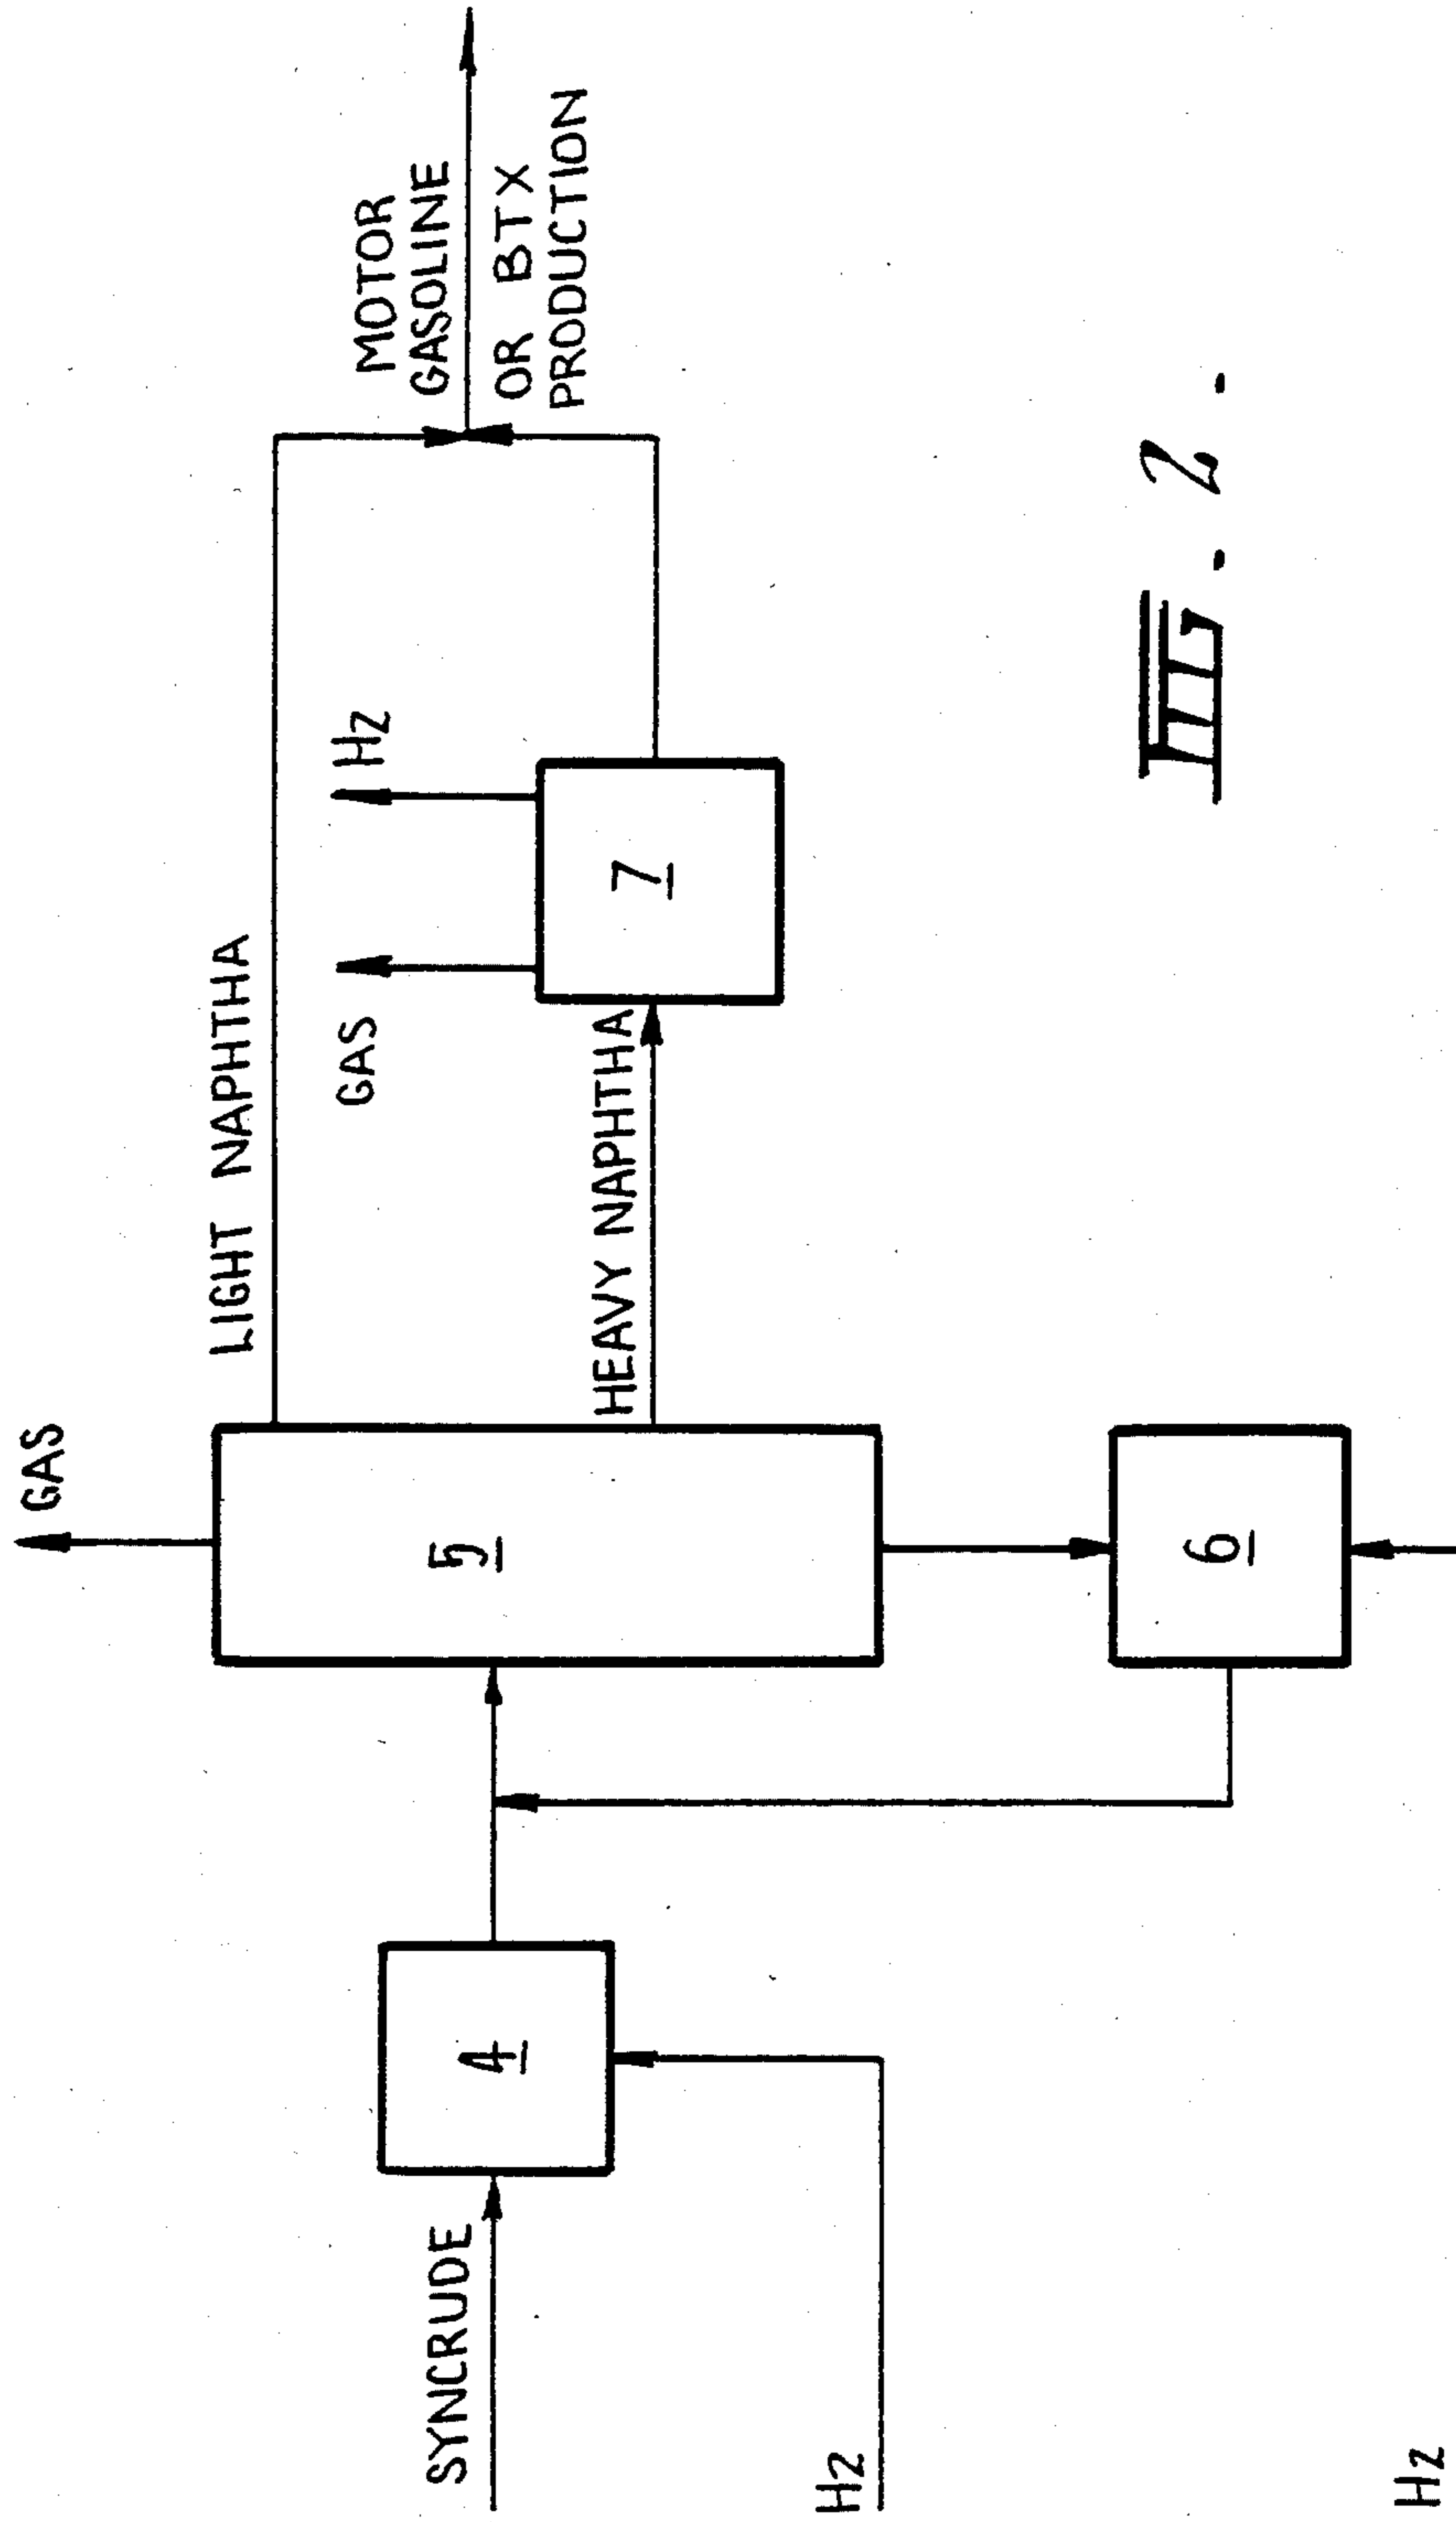 GAS
LIGHT NAPHTHA
MOTOR
GASOLINE
OR BTX
PRODUCTION
H2
GAS
7
5
HEAVY NAPHTHA
SYNCRUDE
4
6
H2
H2
FIG. 2.